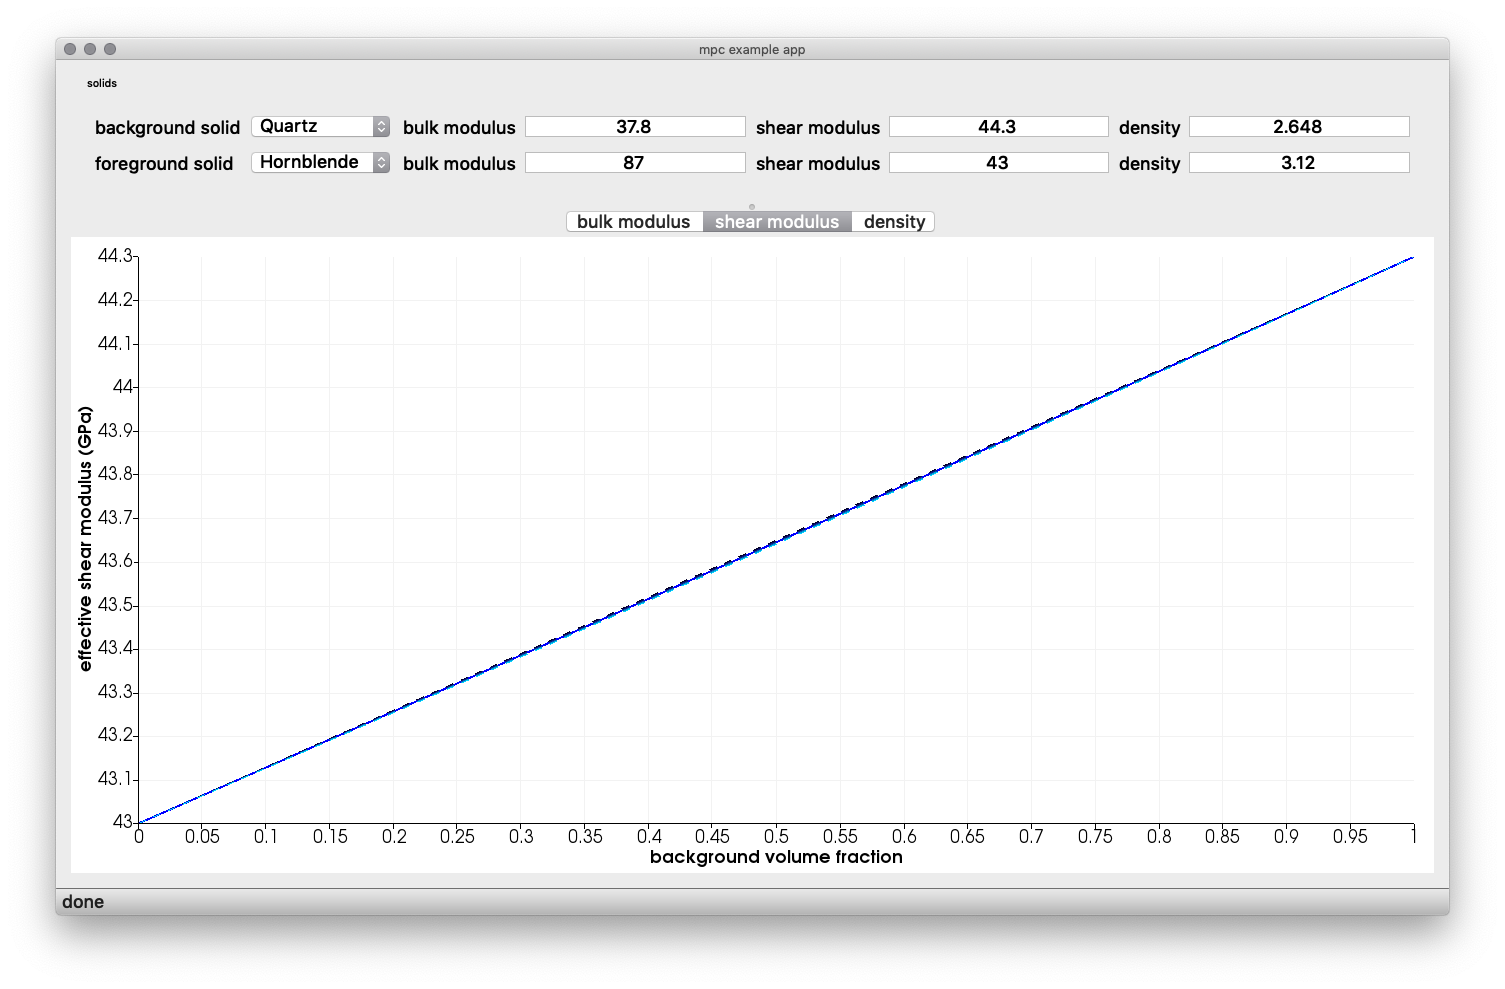 mpc example app
solids
background solid Quartz bulk modulus 37.8 shear modulus 44.3 density 2.648
foreground solid Hornblende bulk modulus 87 shear modulus 43 density 3.12
bulk modulus shear modulus density
44.3
44.2
44.1
44
43.9
43.8
43.7
43.6
43.5
43.4
43.3
43.2
43.1
43
effective shear modulus (GPa)
0 0.05 0.1 0.15 0.2 0.25 0.3 0.35 0.4 0.45 0.5 0.55 0.6 0.65 0.7 0.75 0.8 0.85 0.9 0.95 1
background volume fraction
done